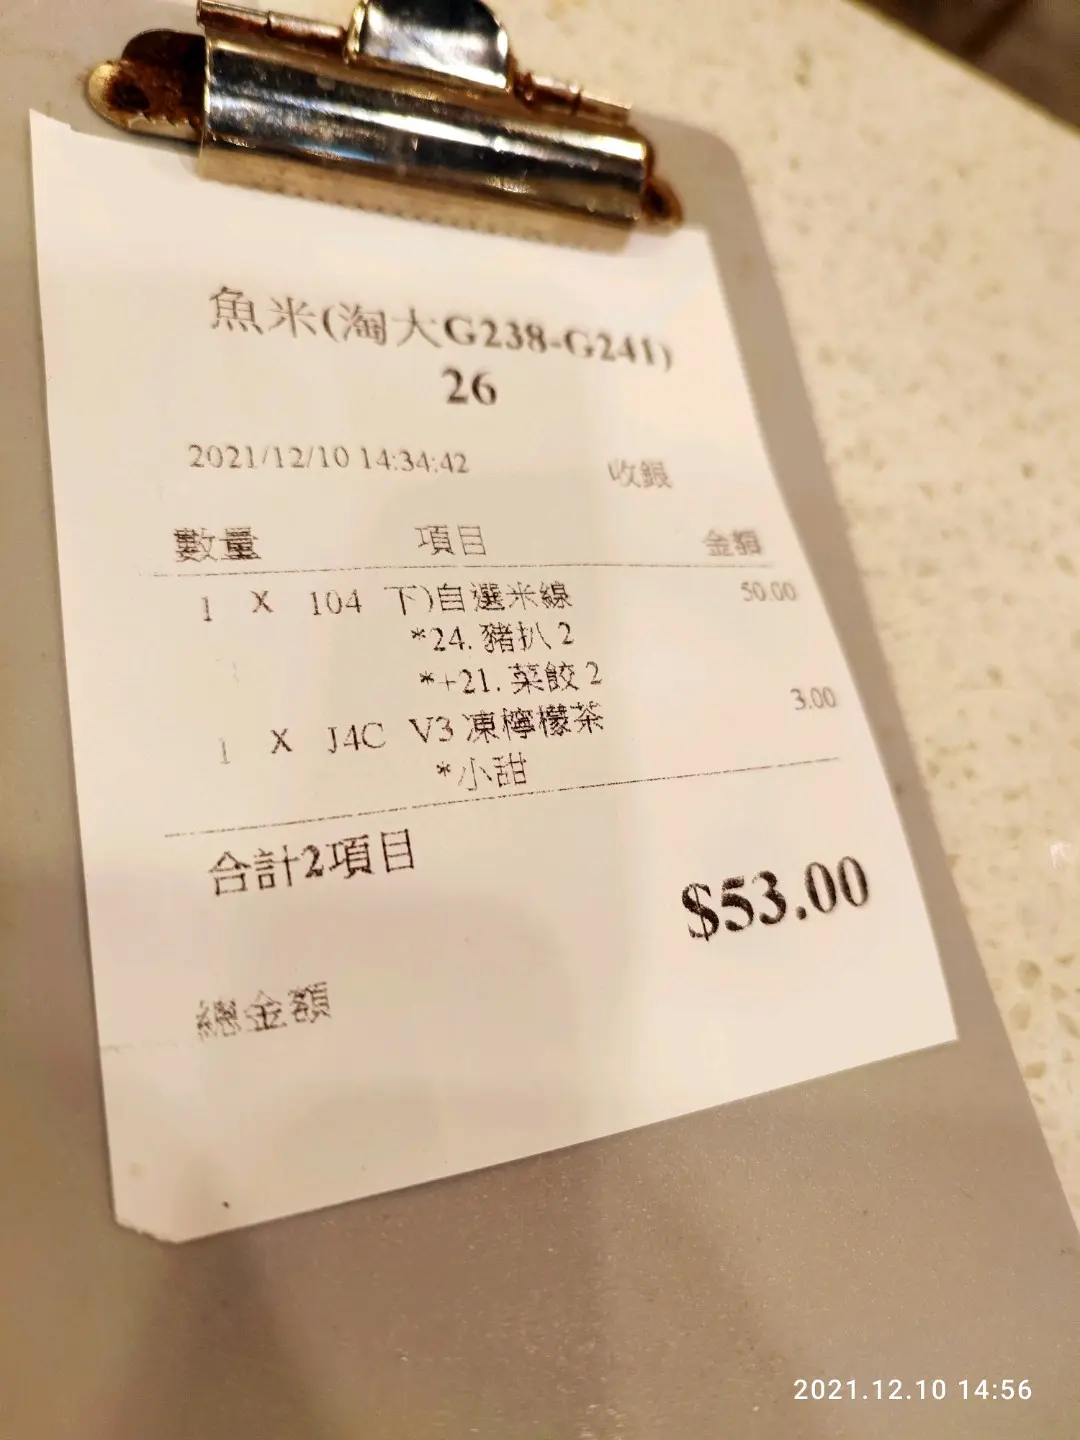 魚米(淘大G238-G241)
26
2021/12/10 14:34:42 收銀
數量 項目 金額
1 X 104 下)自選米線 50.00
*24. 豬扒 2
*+21. 菜餃 2
1 X J4C V3 凍檸檬茶 3.00
*小甜
合計2項目
$53.00
總金額
2021.12.10 14:56